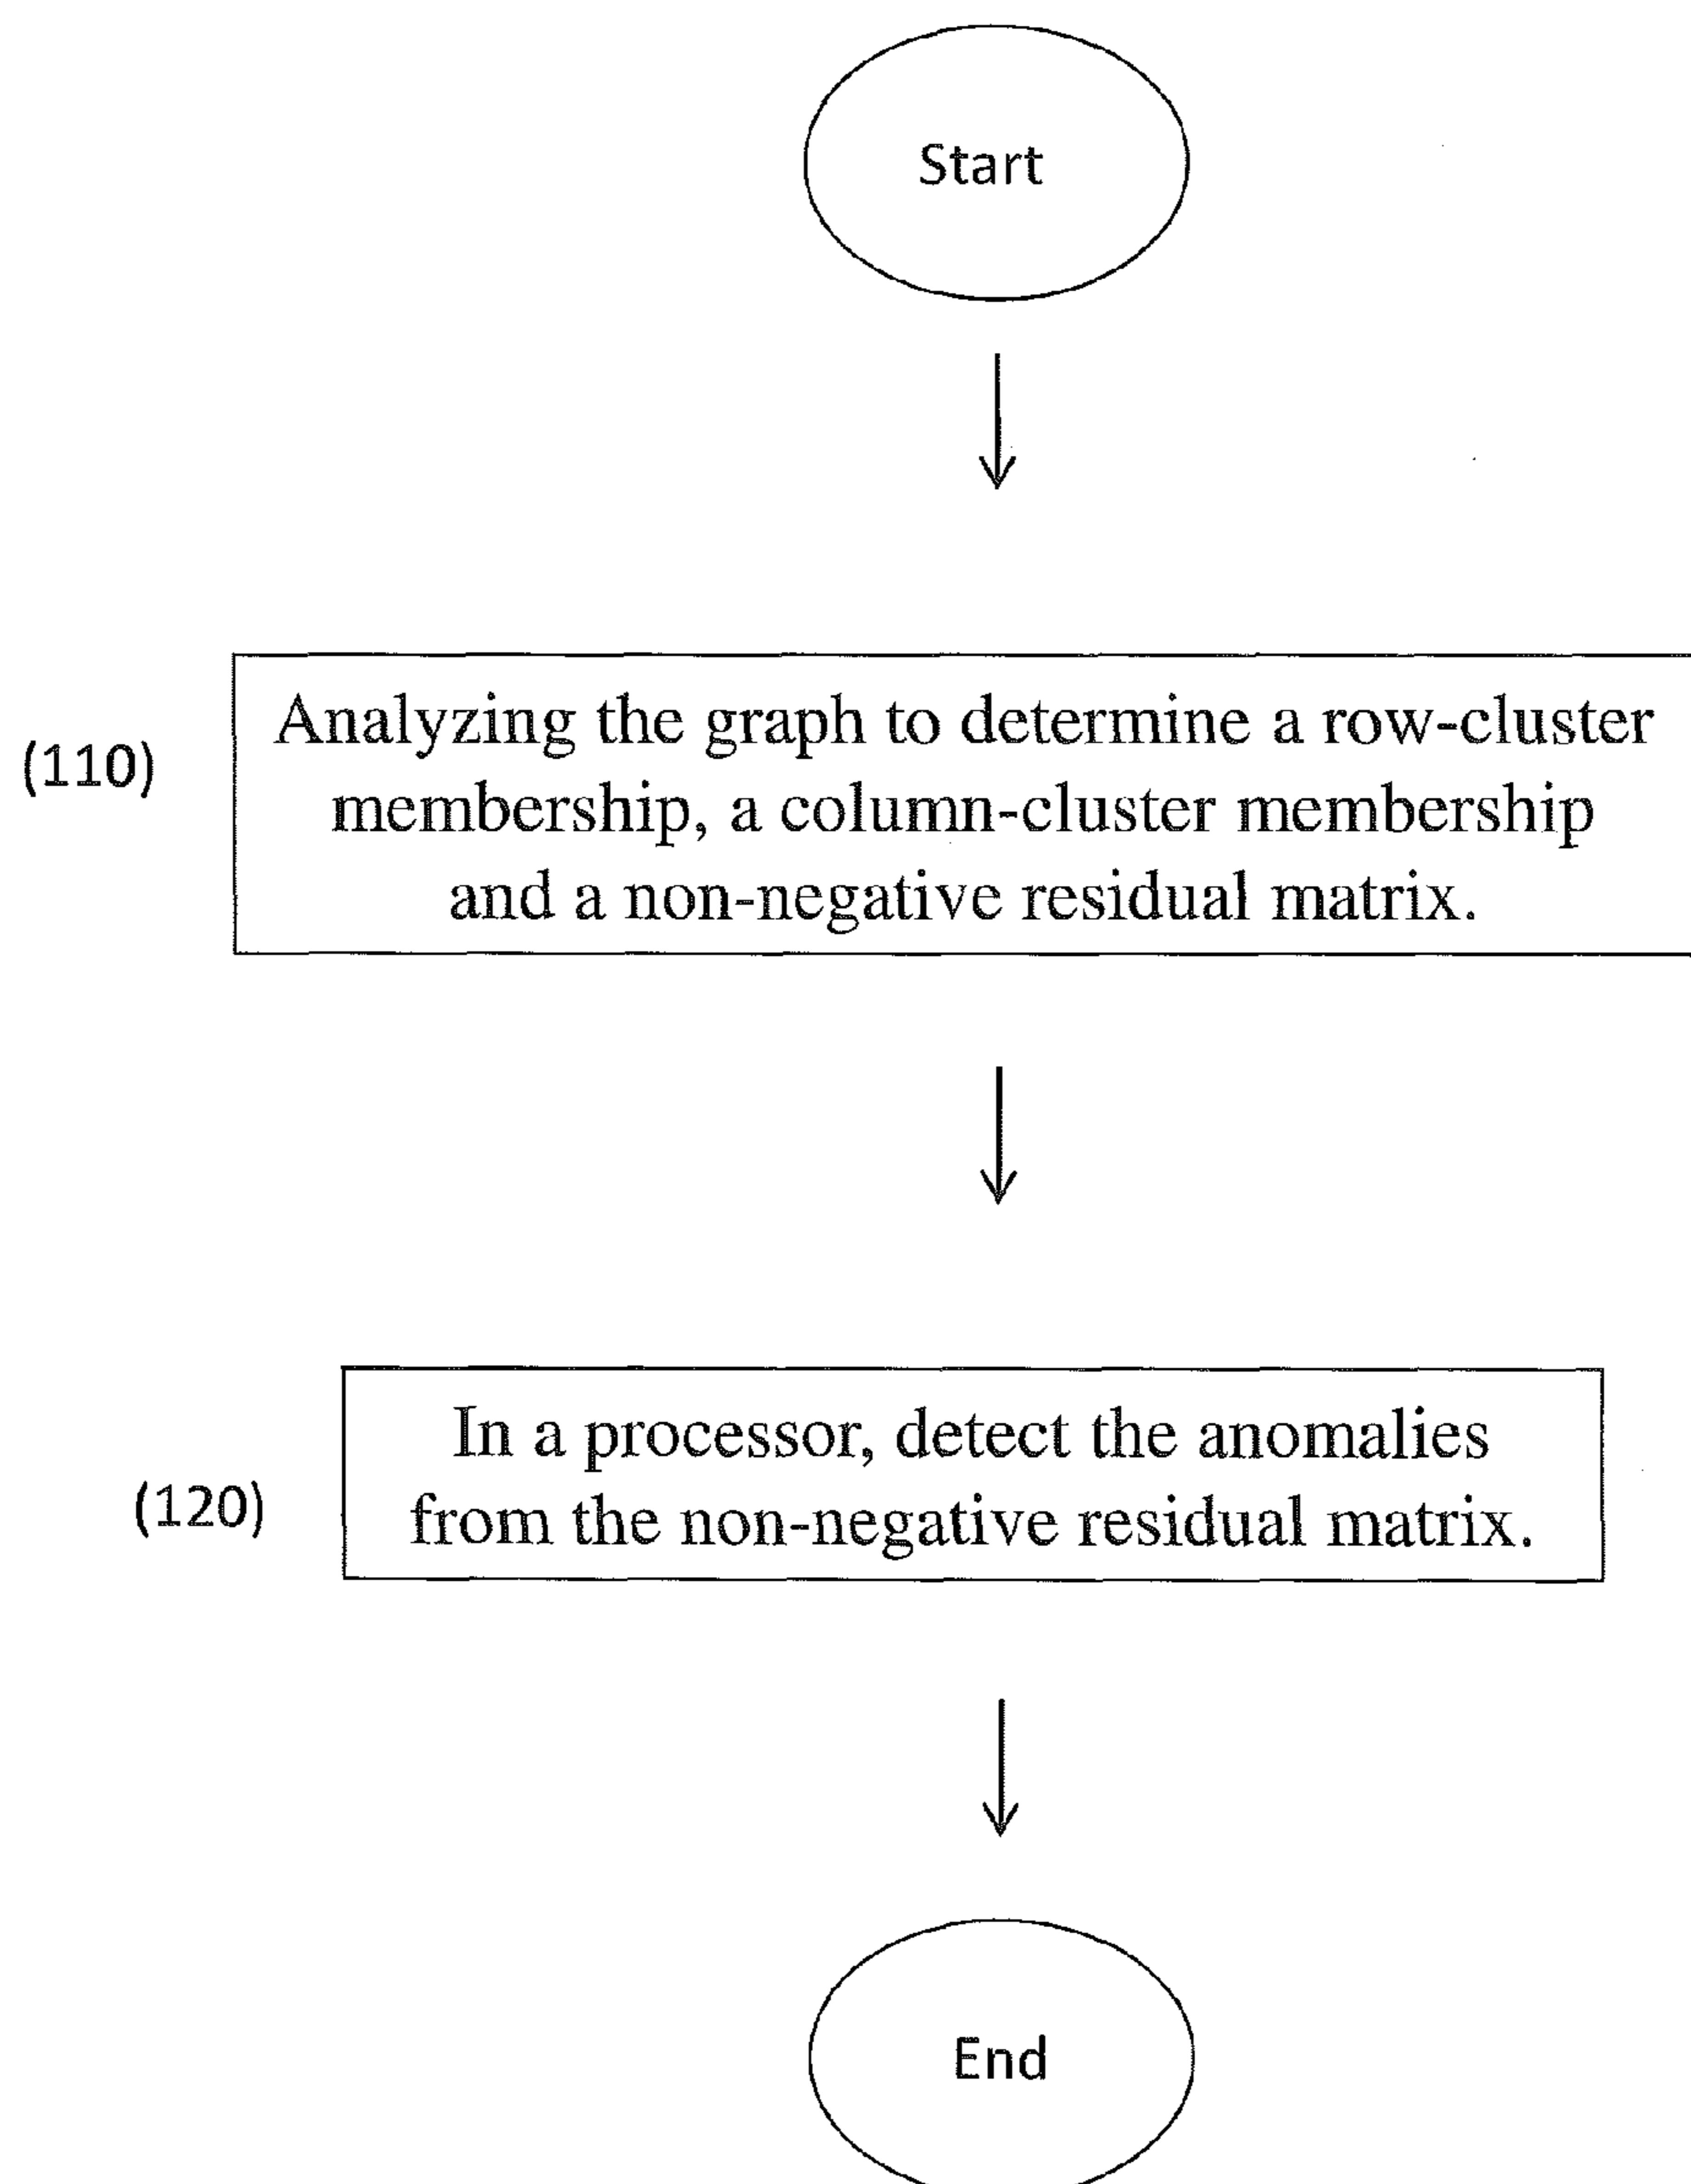 Start
(110)
Analyzing the graph to determine a row-cluster
membership, a column-cluster membership
and a non-negative residual matrix.
(120)
In a processor, detect the anomalies
from the non-negative residual matrix.
End